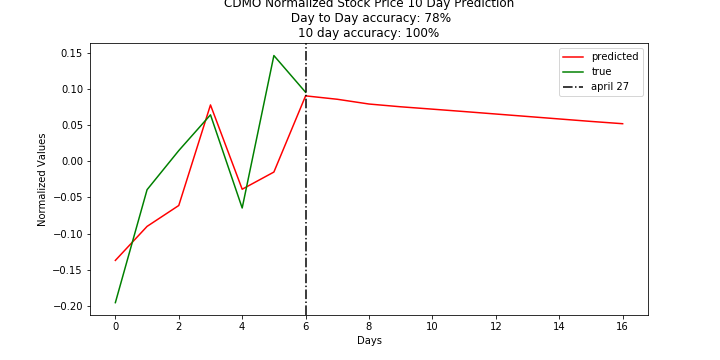 CDMO Normalized Stock Price 10 Day Prediction
Day to Day accuracy: 78%
10 day accuracy: 100%
predicted
true
april 27
Normalized Values
0.15
0.10
0.05
0.00
−0.05
−0.10
−0.15
−0.20
0 2 4 6 8 10 12 14 16
Days